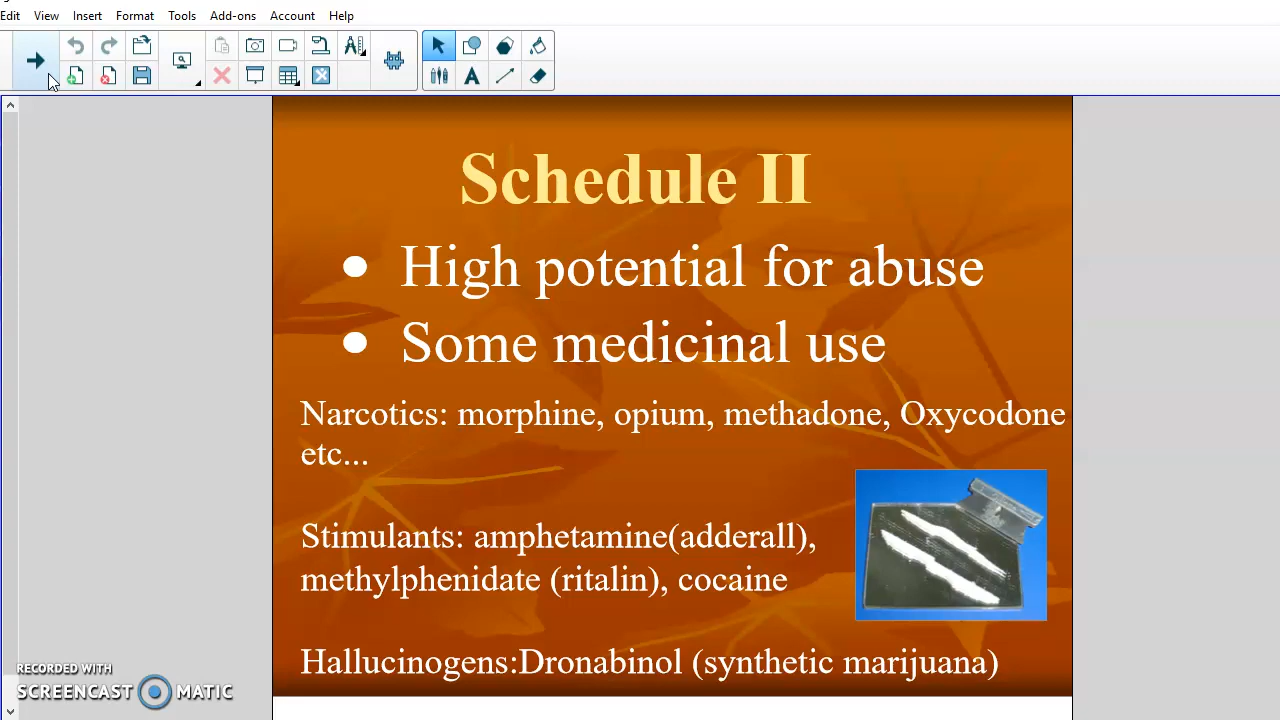 Edit View Insert Format Tools Add-ons Account Help
Schedule II
● High potential for abuse
● Some medicinal use
Narcotics: morphine, opium, methadone, Oxycodone
etc...
Stimulants: amphetamine(adderall),
methylphenidate (ritalin), cocaine
Hallucinogens:Dronabinol (synthetic marijuana)
RECORDED WITH
SCREENCAST MATIC